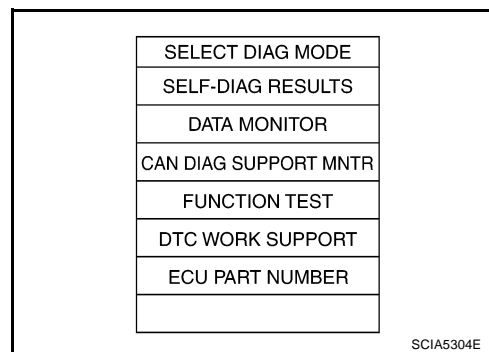 SELECT DIAG MODE
SELF-DIAG RESULTS
DATA MONITOR
CAN DIAG SUPPORT MNTR
FUNCTION TEST
DTC WORK SUPPORT
ECU PART NUMBER
SCIA5304E